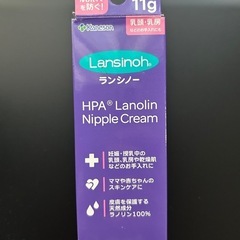 を防ぐ!
11g
Kaneson
乳頭・乳房
Lansinoh®
ランシノー
HPA® Lanolin
Nipple Cream
妊娠・授乳中の
乳頭、乳房や乾燥肌
などのお手入れに
ママや赤ちゃんの
スキンケアに
皮膚を保護する
天然成分
ラノリン100%